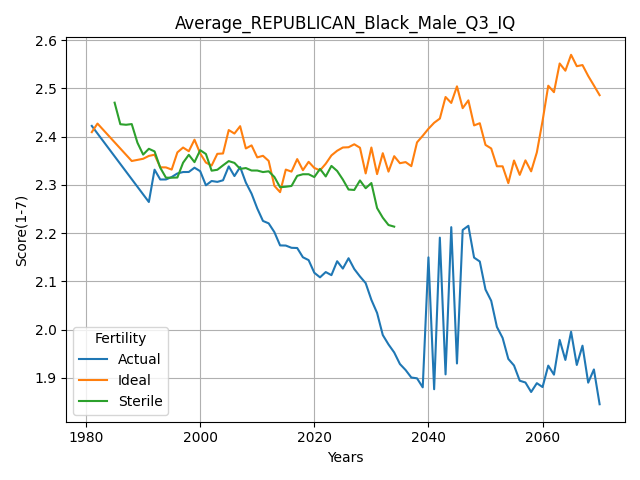 Average_REPUBLICAN_Black_Male_Q3_IQ
Score(1-7)
2.6
2.5
2.4
2.3
2.2
2.1
2.0
1.9
Fertility
Actual
Ideal
Sterile
1980 2000 2020 2040 2060
Years